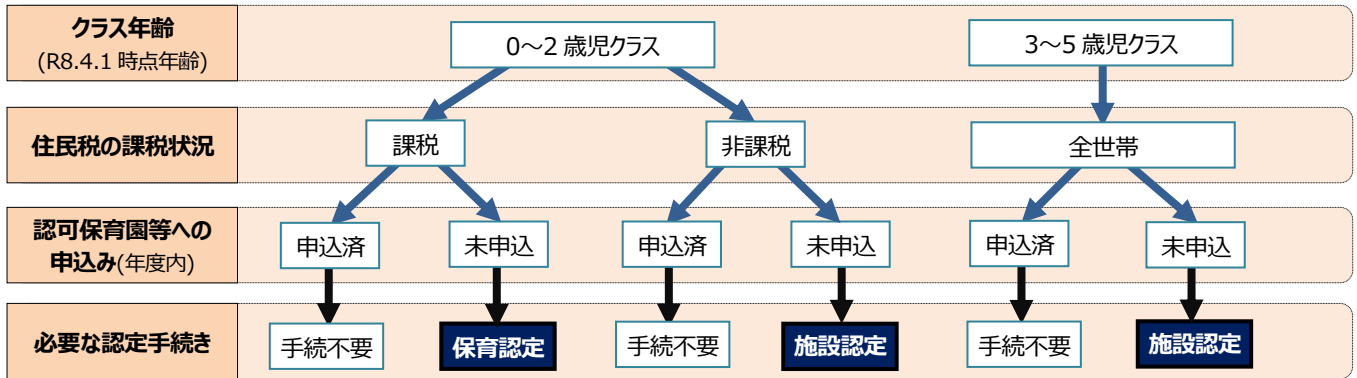 クラス年齢
(R8.4.1 時点年齢)
0～2 歳児クラス
3～5 歳児クラス
住民税の課税状況
課税
非課税
全世帯
認可保育園等への
申込み(年度内)
申込済
未申込
申込済
未申込
申込済
未申込
必要な認定手続き
手続不要
保育認定
手続不要
施設認定
手続不要
施設認定